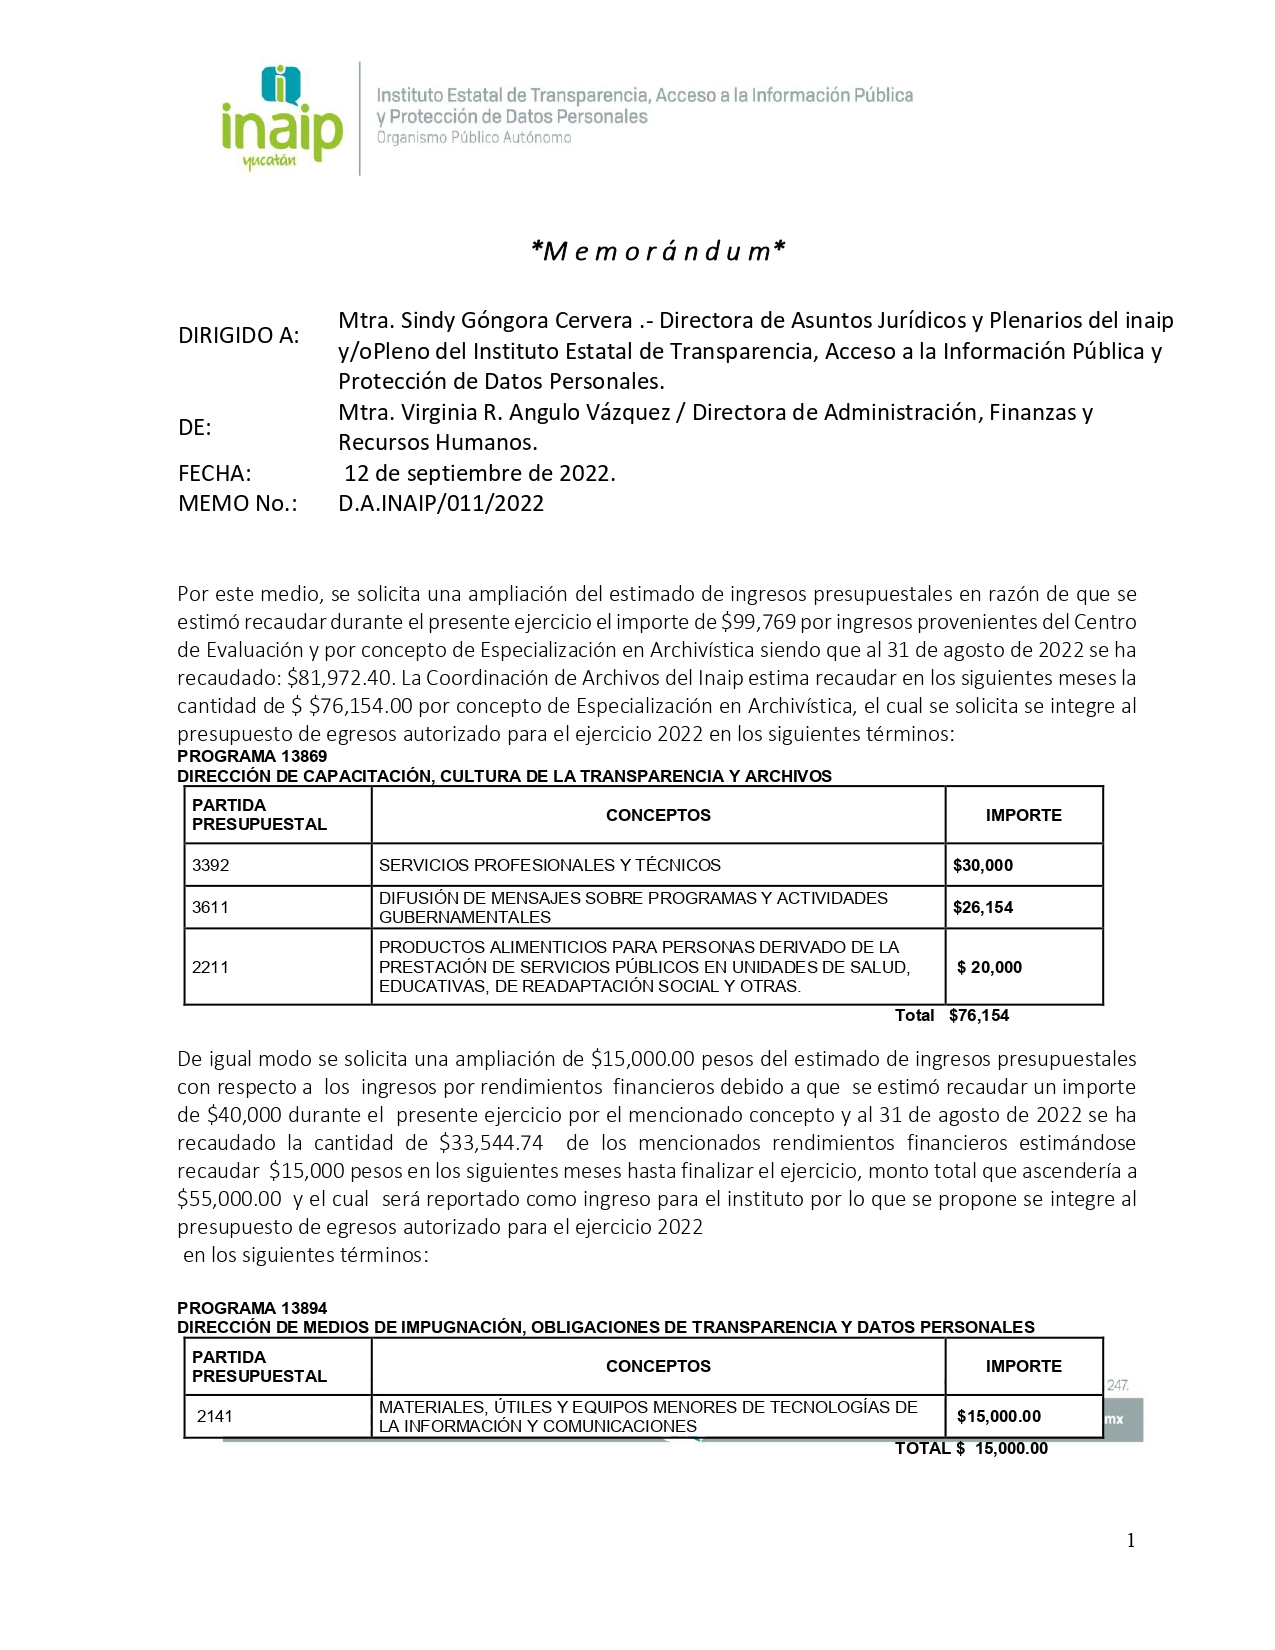 inaip
yucatán
Instituto Estatal de Transparencia, Acceso a la Información Pública
y Protección de Datos Personales
Organismo Público Autónomo
*M e m o r á n d u m*
DIRIGIDO A:
Mtra. Sindy Góngora Cervera .- Directora de Asuntos Jurídicos y Plenarios del inaip
y/oPleno del Instituto Estatal de Transparencia, Acceso a la Información Pública y
Protección de Datos Personales.
DE:
Mtra. Virginia R. Angulo Vázquez / Directora de Administración, Finanzas y
Recursos Humanos.
FECHA: 12 de septiembre de 2022.
MEMO No.: D.A.INAIP/011/2022
Por este medio, se solicita una ampliación del estimado de ingresos presupuestales en razón de que se
estimó recaudar durante el presente ejercicio el importe de $99,769 por ingresos provenientes del Centro
de Evaluación y por concepto de Especialización en Archivística siendo que al 31 de agosto de 2022 se ha
recaudado: $81,972.40. La Coordinación de Archivos del Inaip estima recaudar en los siguientes meses la
cantidad de $ $76,154.00 por concepto de Especialización en Archivística, el cual se solicita se integre al
presupuesto de egresos autorizado para el ejercicio 2022 en los siguientes términos:
PROGRAMA 13869
DIRECCIÓN DE CAPACITACIÓN, CULTURA DE LA TRANSPARENCIA Y ARCHIVOS
PARTIDA
PRESUPUESTAL
CONCEPTOS
IMPORTE
3392
SERVICIOS PROFESIONALES Y TÉCNICOS
$30,000
3611
DIFUSIÓN DE MENSAJES SOBRE PROGRAMAS Y ACTIVIDADES
GUBERNAMENTALES
$26,154
2211
PRODUCTOS ALIMENTICIOS PARA PERSONAS DERIVADO DE LA
PRESTACIÓN DE SERVICIOS PÚBLICOS EN UNIDADES DE SALUD,
EDUCATIVAS, DE READAPTACIÓN SOCIAL Y OTRAS.
$ 20,000
Total $76,154
De igual modo se solicita una ampliación de $15,000.00 pesos del estimado de ingresos presupuestales
con respecto a los ingresos por rendimientos financieros debido a que se estimó recaudar un importe
de $40,000 durante el presente ejercicio por el mencionado concepto y al 31 de agosto de 2022 se ha
recaudado la cantidad de $33,544.74 de los mencionados rendimientos financieros estimándose
recaudar $15,000 pesos en los siguientes meses hasta finalizar el ejercicio, monto total que ascendería a
$55,000.00 y el cual será reportado como ingreso para el instituto por lo que se propone se integre al
presupuesto de egresos autorizado para el ejercicio 2022
en los siguientes términos:
PROGRAMA 13894
DIRECCIÓN DE MEDIOS DE IMPUGNACIÓN, OBLIGACIONES DE TRANSPARENCIA Y DATOS PERSONALES
PARTIDA
PRESUPUESTAL
CONCEPTOS
IMPORTE
247.
2141
MATERIALES, ÚTILES Y EQUIPOS MENORES DE TECNOLOGÍAS DE
LA INFORMACIÓN Y COMUNICACIONES
$15,000.00
mx
TOTAL $ 15,000.00
1